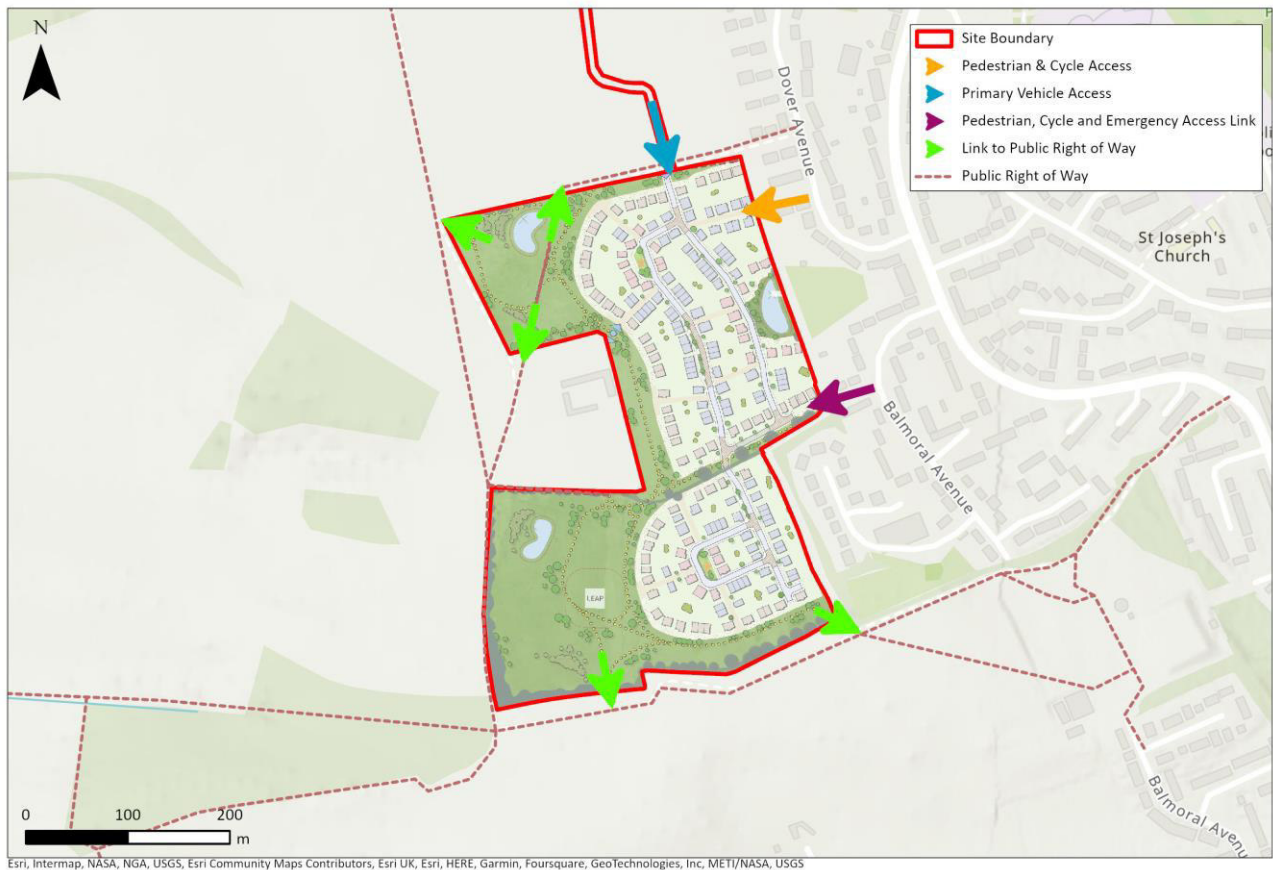 N
Site Boundary
Pedestrian & Cycle Access
Primary Vehicle Access
Pedestrian, Cycle and Emergency Access Link
Link to Public Right of Way
Public Right of Way
Dover Avenue
St Joseph's
Church
Balmoral Avenue
LEAP
Balmoral Avenu
0 100 200
m
Esri, Intermap, NASA, NGA, USGS, Esri Community Maps Contributors, Esri UK, Esri, HERE, Garmin, Foursquare, GeoTechnologies, Inc, METI/NASA, USGS